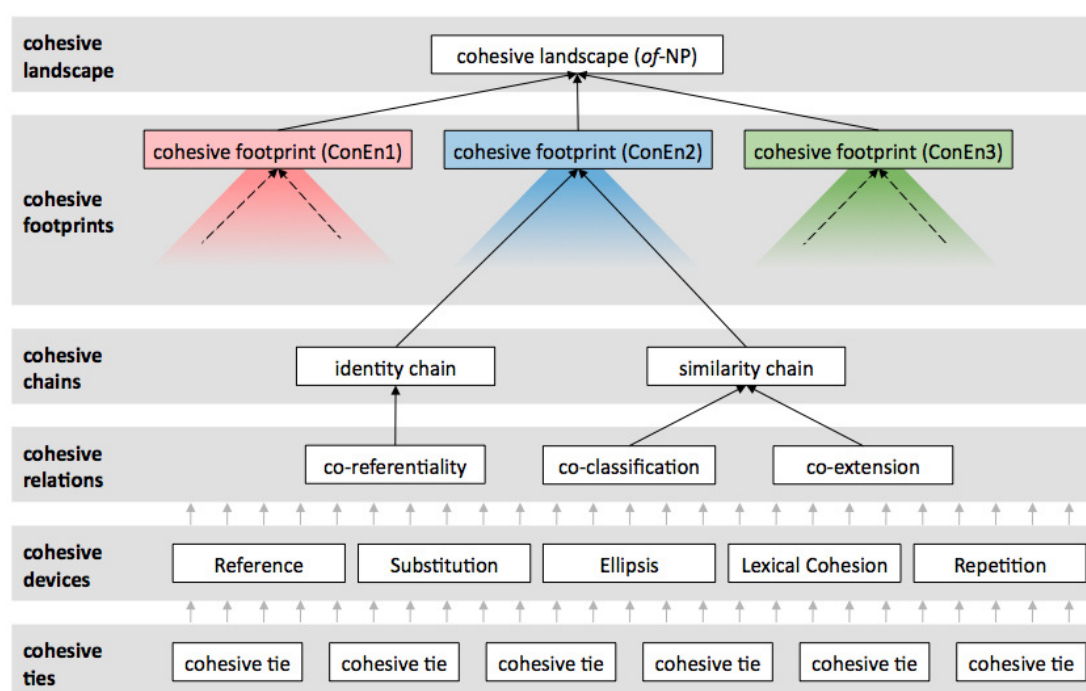 cohesive
landscape
cohesive landscape (of-NP)
cohesive footprint (ConEn1)
cohesive footprint (ConEn2)
cohesive footprint (ConEn3)
cohesive
footprints
cohesive
chains
identity chain
similarity chain
cohesive
relations
co-referentiality
co-classification
co-extension
cohesive
devices
Reference
Substitution
Ellipsis
Lexical Cohesion
Repetition
cohesive
ties
cohesive tie
cohesive tie
cohesive tie
cohesive tie
cohesive tie
cohesive tie